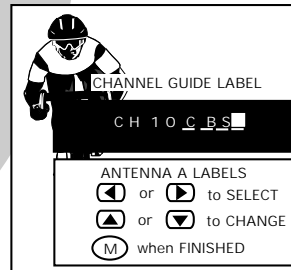 CHANNEL GUIDE LABEL
CH 10 CBS
ANTENNA A LABELS
or to SELECT
or to CHANGE
M when FINISHED